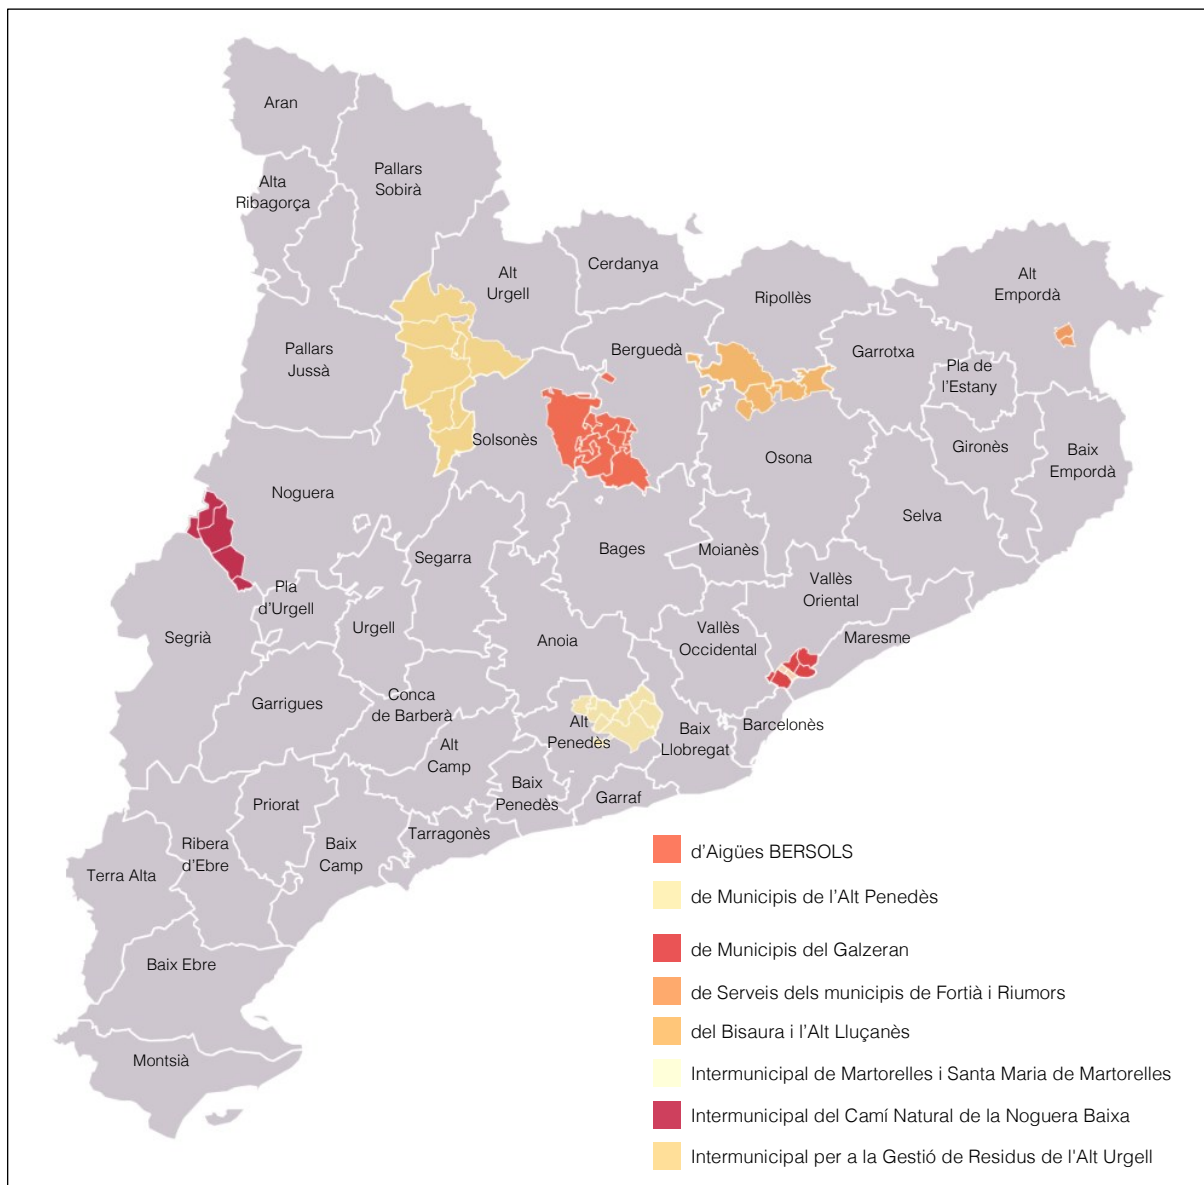 Aran
Pallars
Sobirà
Alta
Ribagorça
Alt
Urgell
Cerdanya
Ripollès
Alt
Empordà
Pallars
Jussà
Berguedà
Garrotxa
Pla de
l'Estany
Solsonès
Osona
Gironès
Baix
Empordà
Noguera
Selva
Segarra
Bages
Moianès
Pla
d'Urgell
Vallès
Oriental
Segrià
Urgell
Anoia
Vallès
Occidental
Maresme
Garrigues
Conca
de Barberà
Alt
Penedès
Baix
Llobregat
Barcelonès
Alt
Camp
Priorat
Baix
Penedès
Garraf
Terra Alta
Ribera
d'Ebre
Baix
Camp
Tarragonès
Baix Ebre
Montsià
d'Aigües BERSOLS
de Municipis de l'Alt Penedès
de Municipis del Galzeran
de Serveis dels municipis de Fortià i Riumors
del Bisaura i l'Alt Lluçanès
Intermunicipal de Martorelles i Santa Maria de Martorelles
Intermunicipal del Camí Natural de la Noguera Baixa
Intermunicipal per a la Gestió de Residus de l'Alt Urgell